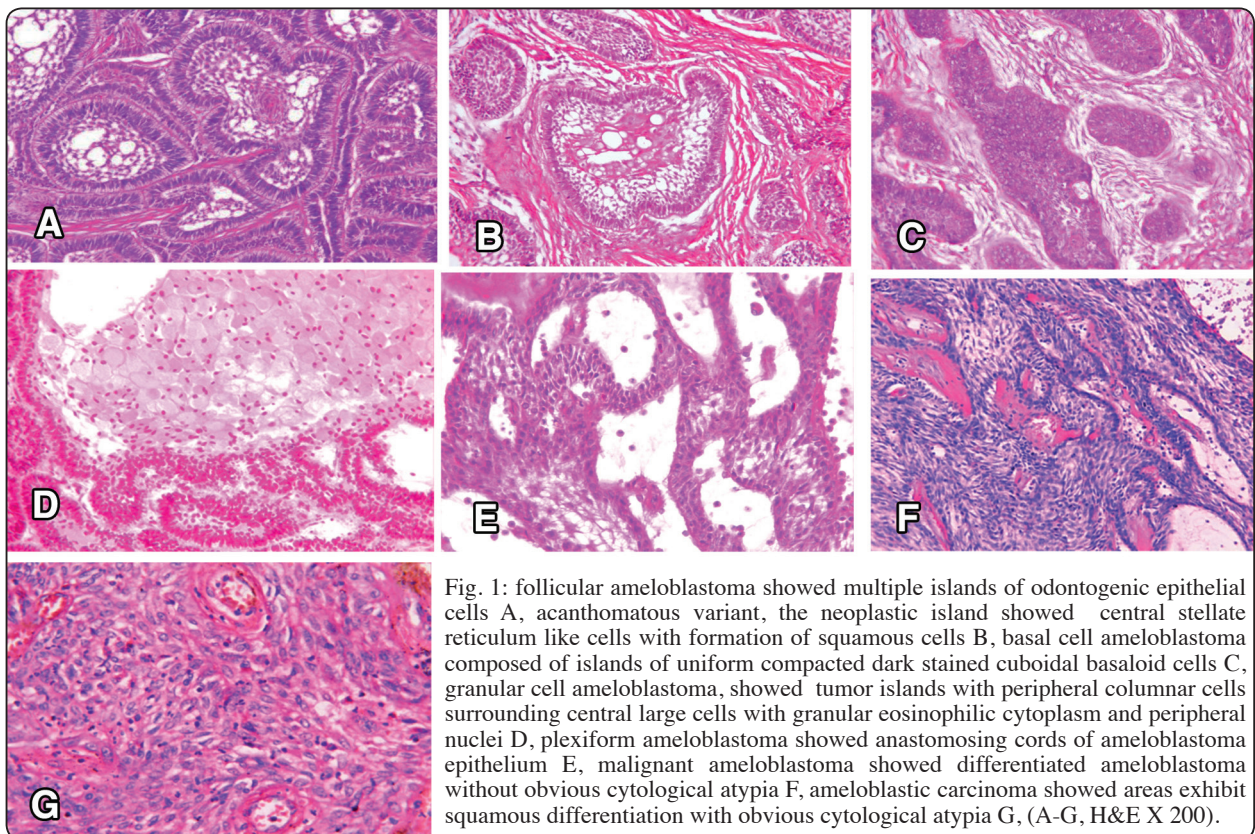 A
B
C
D
E
F
G
Fig. 1: follicular ameloblastoma showed multiple islands of odontogenic epithelial
cells A, acanthomatous variant, the neoplastic island showed central stellate
reticulum like cells with formation of squamous cells B, basal cell ameloblastoma
composed of islands of uniform compacted dark stained cuboidal basaloid cells C,
granular cell ameloblastoma, showed tumor islands with peripheral columnar cells
surrounding central large cells with granular eosinophilic cytoplasm and peripheral
nuclei D, plexiform ameloblastoma showed anastomosing cords of ameloblastoma
epithelium E, malignant ameloblastoma showed differentiated ameloblastoma
without obvious cytological atypia F, ameloblastic carcinoma showed areas exhibit
squamous differentiation with obvious cytological atypia G, (A-G, H&E X 200).